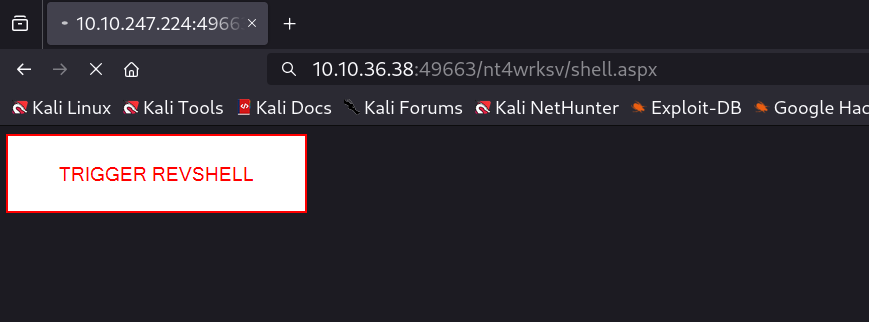 10.10.247.224:4966
10.10.36.38:49663/nt4wrksv/shell.aspx
Kali Linux Kali Tools Kali Docs Kali Forums Kali NetHunter Exploit-DB Google Hac
TRIGGER REVSHELL